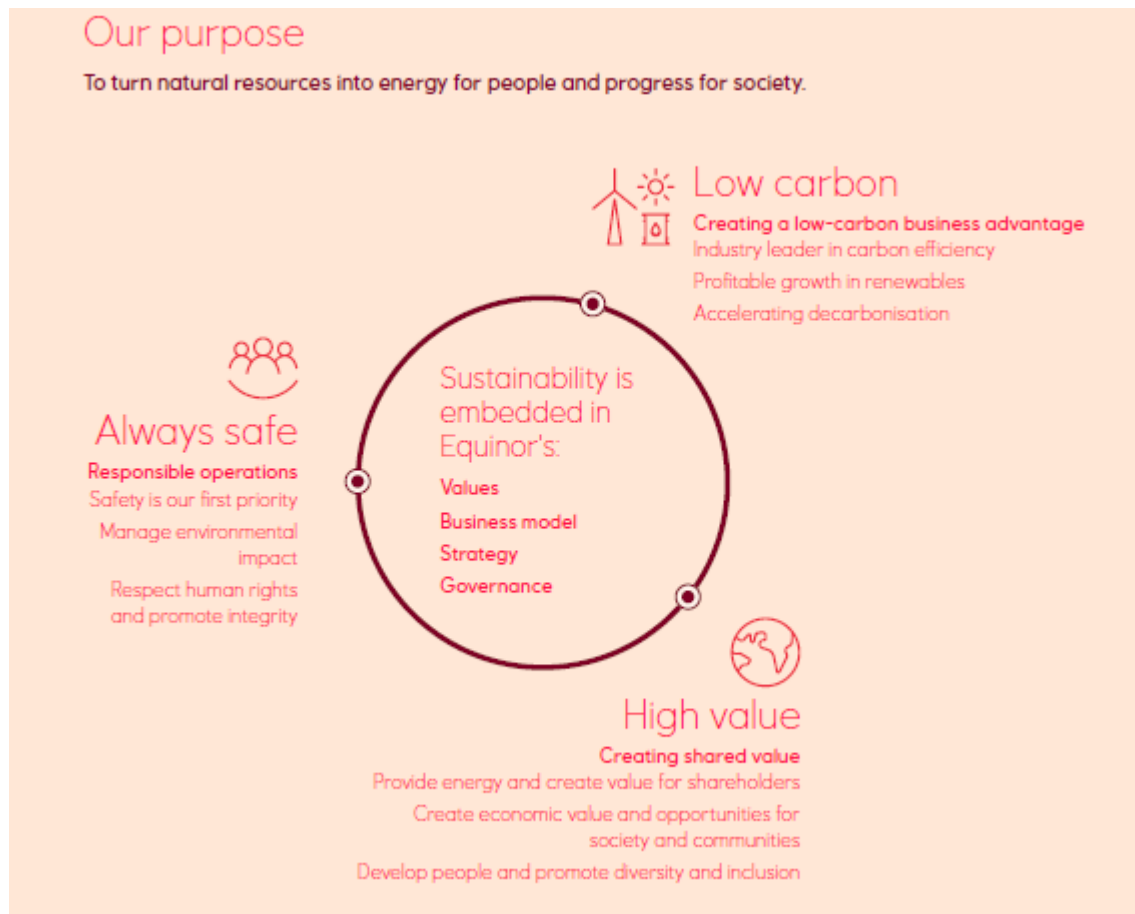 Our purpose
To turn natural resources into energy for people and progress for society.
Low carbon
Creating a low-carbon business advantage
Industry leader in carbon efficiency
Profitable growth in renewables
Accelerating decarbonisation
Always safe
Responsible operations
Safety is our first priority
Manage environmental
impact
Respect human rights
and promote integrity
Sustainability is
embedded in
Equinor's:
Values
Business model
Strategy
Governance
High value
Creating shared value
Provide energy and create value for shareholders
Create economic value and opportunities for
society and communities
Develop people and promote diversity and inclusion